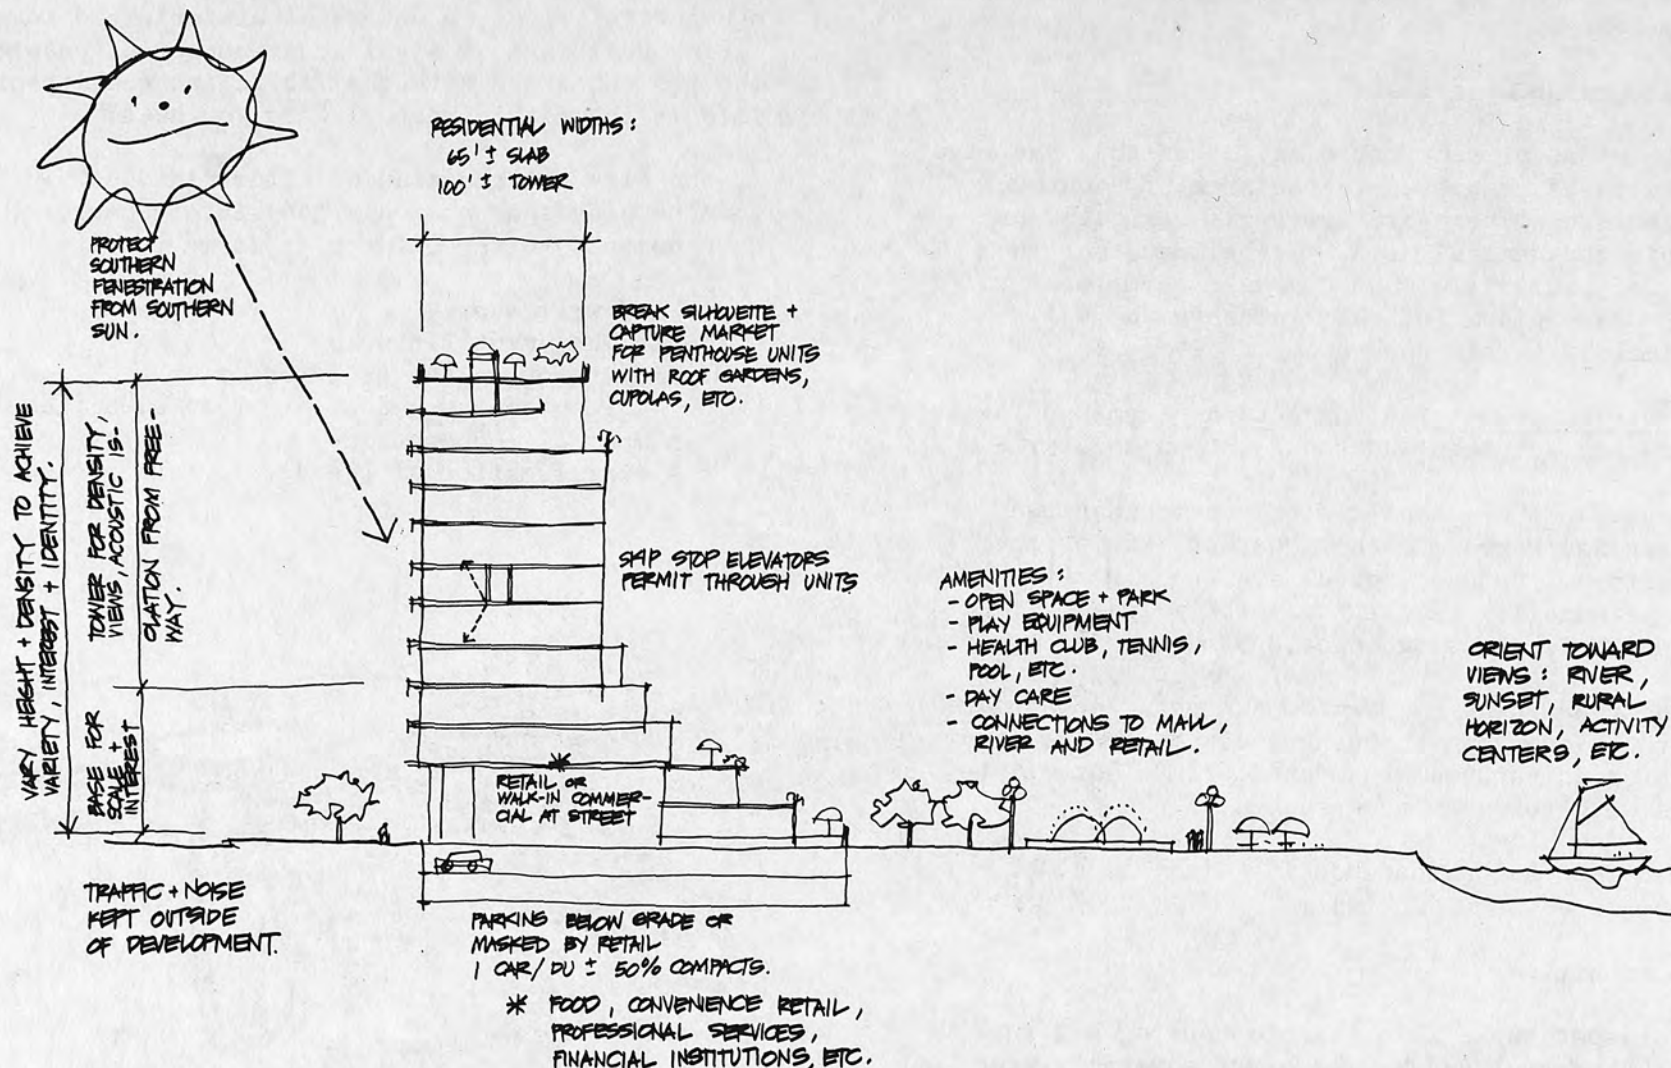 RESIDENTIAL WIDTHS:
65' ± SLAB
100' ± TOWER
PROTECT
SOUTHERN
FENESTRATION
FROM SOUTHERN
SUN.
BREAK SILHOUETTE +
CAPTURE MARKET
FOR PENTHOUSE UNITS
WITH ROOF GARDENS,
CUPOLAS, ETC.
VARY HEIGHT + DENSITY TO ACHIEVE
VARIETY, INTEREST + IDENTITY.
TOWER FOR DENSITY,
VIEWS, ACOUSTIC IS-
OLATION FROM FREE-
WAY.
BASE FOR
SCALE +
INTEREST
SKIP STOP ELEVATORS
PERMIT THROUGH UNITS
AMENITIES:
- OPEN SPACE + PARK
- PLAY EQUIPMENT
- HEALTH CLUB, TENNIS,
POOL, ETC.
- DAY CARE
- CONNECTIONS TO MALL,
RIVER AND RETAIL.
ORIENT TOWARD
VIEWS: RIVER,
SUNSET, RURAL
HORIZON, ACTIVITY
CENTERS, ETC.
*
RETAIL OR
WALK-IN COMMER-
CIAL AT STREET
TRAFFIC + NOISE
KEPT OUTSIDE
OF DEVELOPMENT.
PARKING BELOW GRADE OR
MASKED BY RETAIL
1 CAR/DU ± 50% COMPACTS.
* FOOD, CONVENIENCE RETAIL,
PROFESSIONAL SERVICES,
FINANCIAL INSTITUTIONS, ETC.